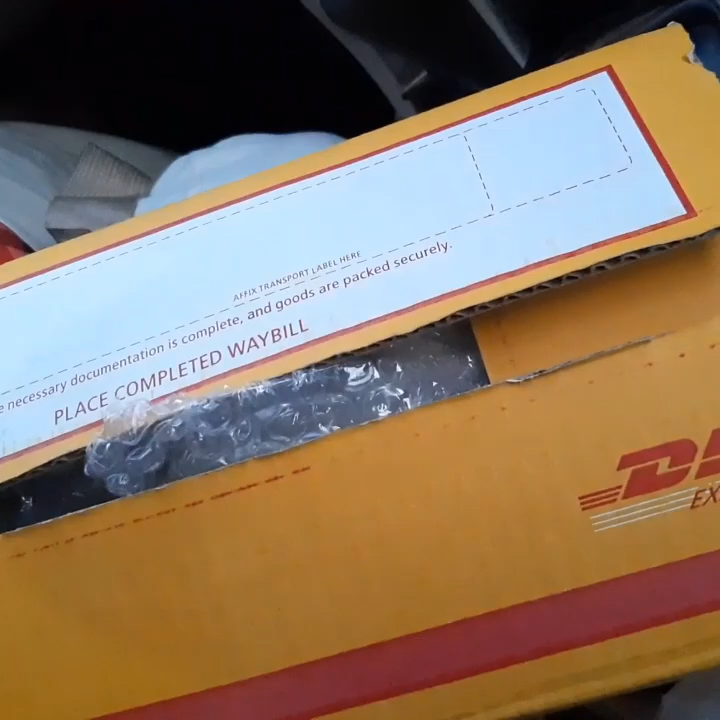 AFFIX TRANSPORT LABEL HERE
necessary documentation is complete, and goods are packed securely.
PLACE COMPLETED WAYBILL